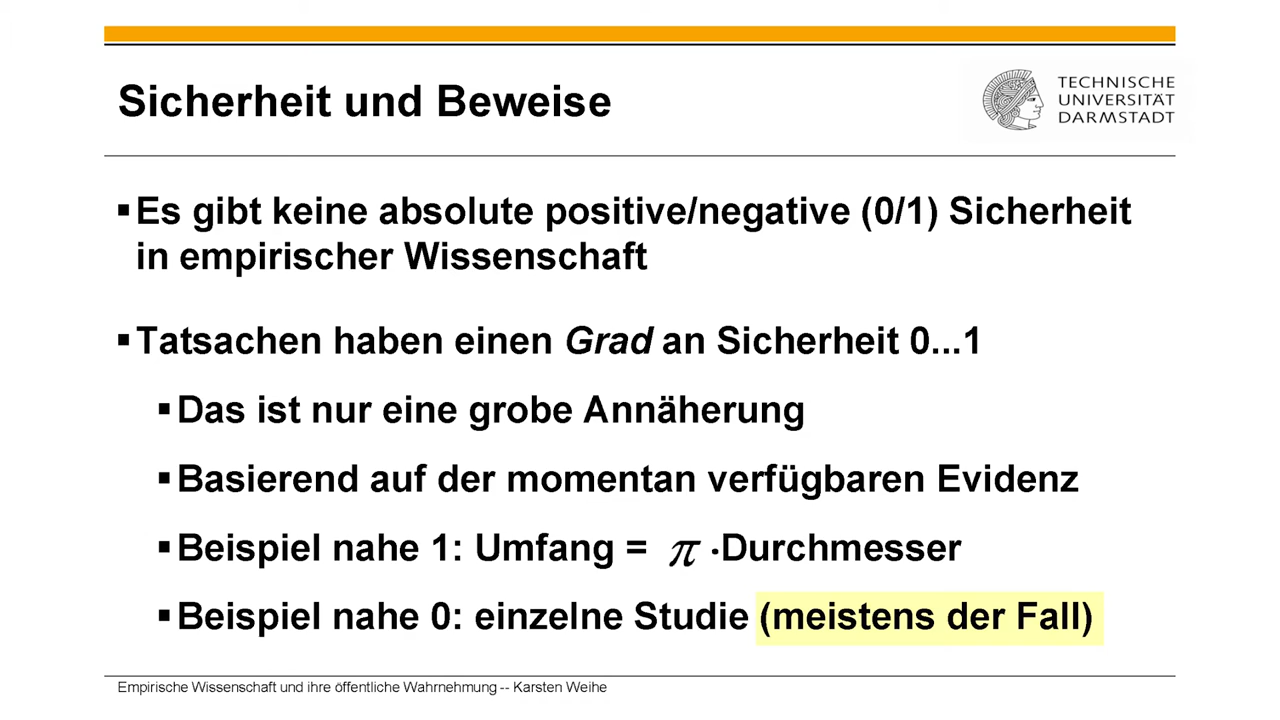 Sicherheit und Beweise
TECHNISCHE
UNIVERSITÄT
DARMSTADT
▪Es gibt keine absolute positive/negative (0/1) Sicherheit
in empirischer Wissenschaft
▪Tatsachen haben einen Grad an Sicherheit 0...1
▪Das ist nur eine grobe Annäherung
▪Basierend auf der momentan verfügbaren Evidenz
▪Beispiel nahe 1: Umfang = π ·Durchmesser
▪Beispiel nahe 0: einzelne Studie (meistens der Fall)
Empirische Wissenschaft und ihre öffentliche Wahrnehmung -- Karsten Weihe